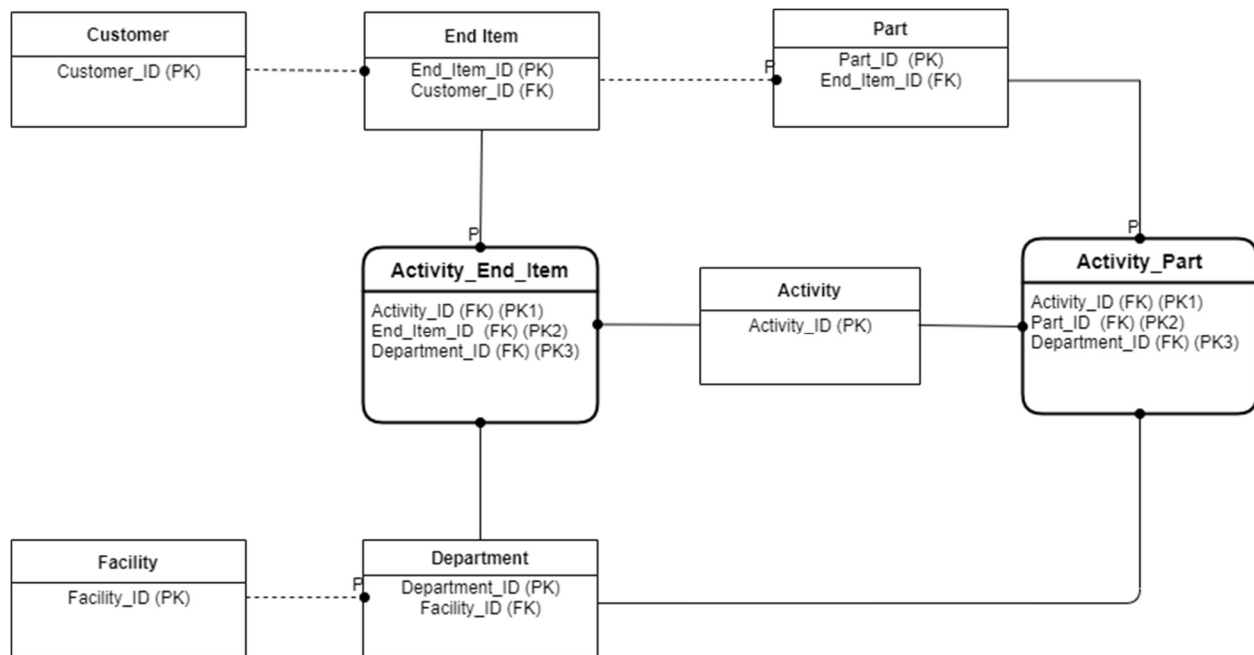 Customer
Customer_ID (PK)
End Item
End_Item_ID (PK)
Customer_ID (FK)
Part
P
Part_ID (PK)
End_Item_ID (FK)
P
Activity_End_Item
Activity_ID (FK) (PK1)
End_Item_ID (FK) (PK2)
Department_ID (FK) (PK3)
Activity
Activity_ID (PK)
P
Activity_Part
Activity_ID (FK) (PK1)
Part_ID (FK) (PK2)
Department_ID (FK) (PK3)
Facility
Facility_ID (PK)
P
Department
Department_ID (PK)
Facility_ID (FK)